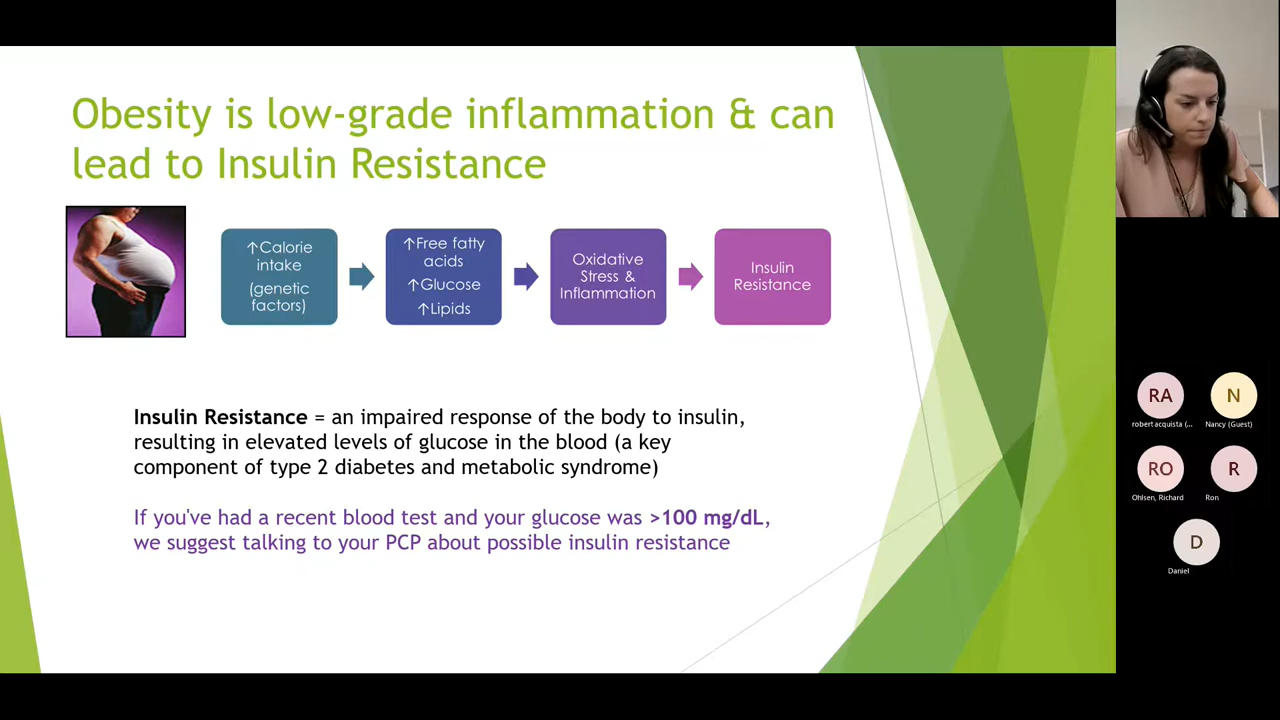 Obesity is low-grade inflammation & can
lead to Insulin Resistance
↑Calorie
intake
(genetic
factors)
↑Free fatty
acids
↑Glucose
↑Lipids
Oxidative
Stress &
Inflammation
Insulin
Resistance
Insulin Resistance = an impaired response of the body to insulin,
resulting in elevated levels of glucose in the blood (a key
component of type 2 diabetes and metabolic syndrome)
If you've had a recent blood test and your glucose was >100 mg/dL,
we suggest talking to your PCP about possible insulin resistance
RA
robert acquista (...
N
Nancy (Guest)
RO
Ohlsen, Richard
R
Ron
D
Daniel